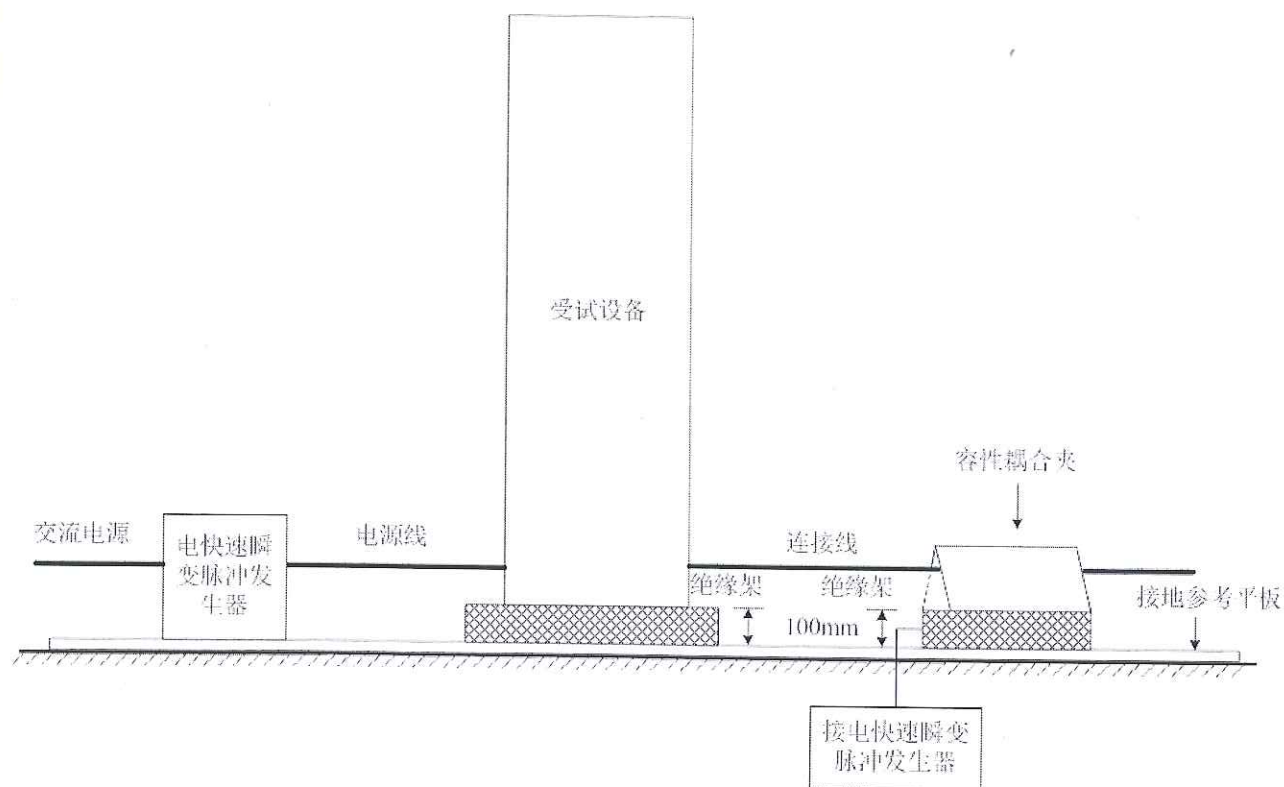 受试设备
容性耦合夹
交流电源
电快速瞬
变脉冲发
生器
电源线
连接线
绝缘架
绝缘架
100mm
接地参考平板
接电快速瞬变
脉冲发生器